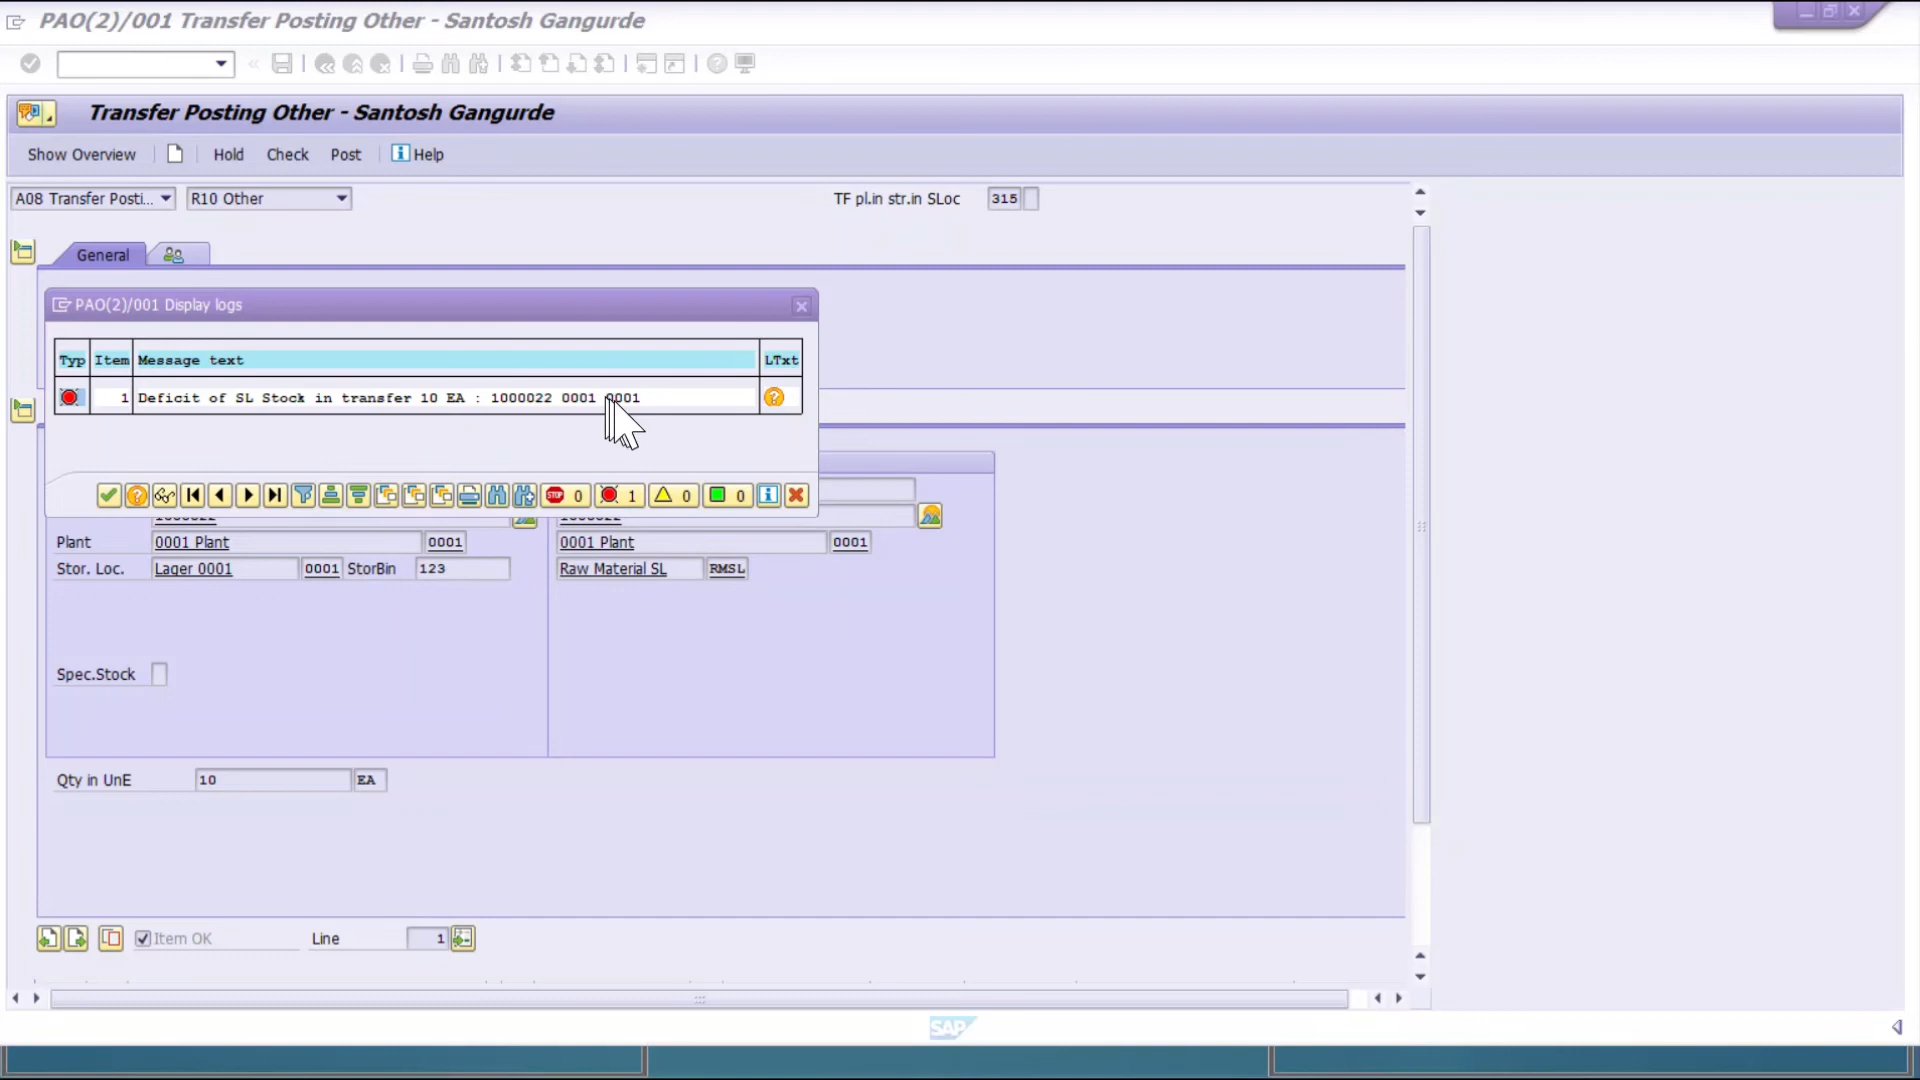 PAO(2)/001 Transfer Posting Other - Santosh Gangurde
Transfer Posting Other - Santosh Gangurde
Show Overview Hold Check Post Help
A08 Transfer Posti... R10 Other TF pl.in str.in SLoc 315
General
PAO(2)/001 Display logs
Typ Item Message text LTxt
1 Deficit of SL Stock in transfer 10 EA : 1000022 0001 0001
STOP 0 1 0 0
1000022 1000022
Plant 0001 Plant 0001 0001 Plant 0001
Stor. Loc. Lager 0001 0001 StorBin 123 Raw Material SL RMSL
Spec.Stock
Qty in UnE 10 EA
Item OK Line 1
SAP